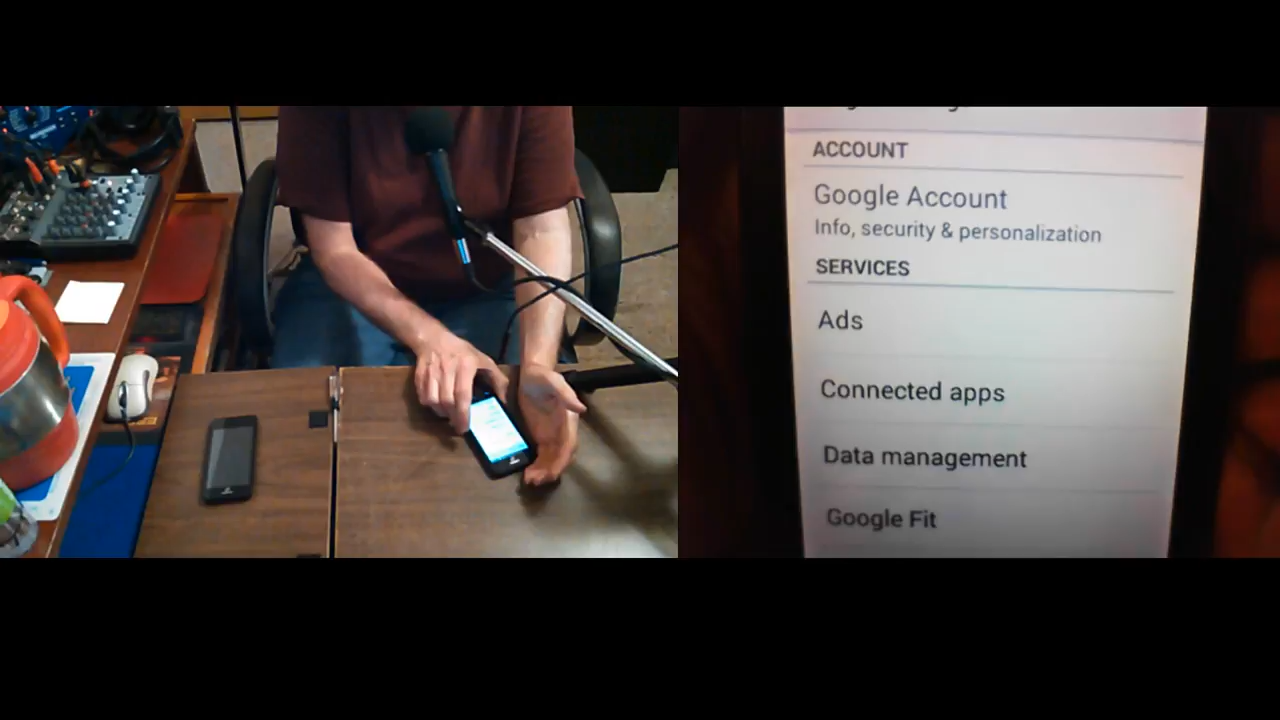 ACCOUNT
Google Account
Info, security & personalization
SERVICES
Ads
Connected apps
Data management
Google Fit